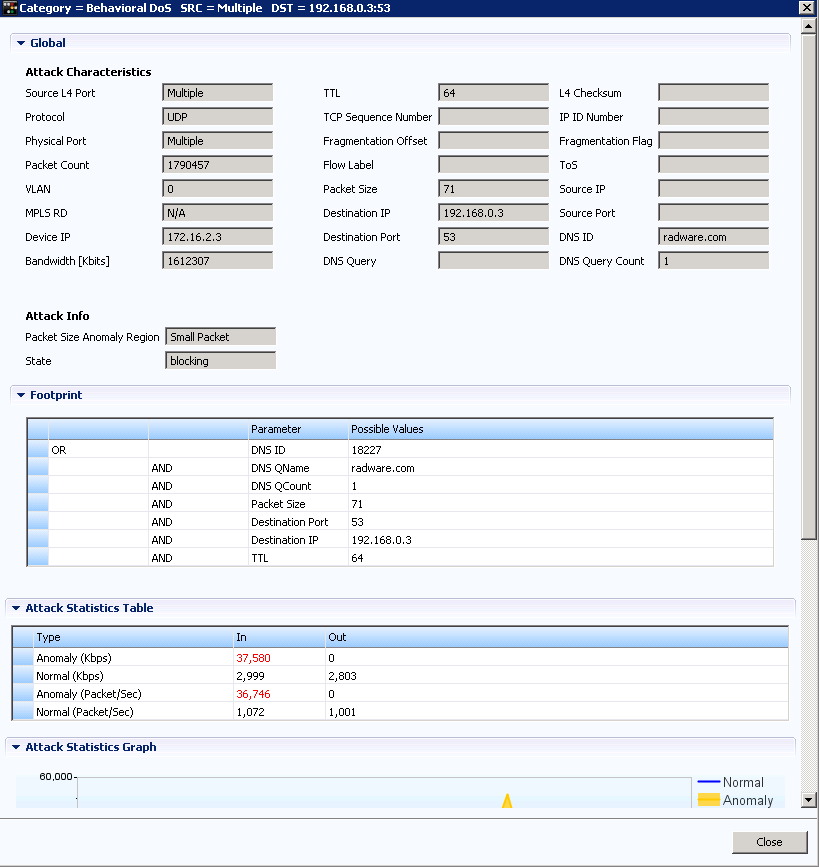 Category = Behavioral DoS   SRC = Multiple   DST = 192.168.0.3:53
Global
Attack Characteristics
Source L4 Port Multiple TTL 64 L4 Checksum
Protocol UDP TCP Sequence Number IP ID Number
Physical Port Multiple Fragmentation Offset Fragmentation Flag
Packet Count 1790457 Flow Label ToS
VLAN 0 Packet Size 71 Source IP
MPLS RD N/A Destination IP 192.168.0.3 Source Port
Device IP 172.16.2.3 Destination Port 53 DNS ID radware.com
Bandwidth [Kbits] 1612307 DNS Query DNS Query Count 1
Attack Info
Packet Size Anomaly Region Small Packet
State blocking
Footprint
Parameter Possible Values
OR DNS ID 18227
AND DNS QName radware.com
AND DNS QCount 1
AND Packet Size 71
AND Destination Port 53
AND Destination IP 192.168.0.3
AND TTL 64
Attack Statistics Table
Type In Out
Anomaly (Kbps) 37,580 0
Normal (Kbps) 2,999 2,803
Anomaly (Packet/Sec) 36,746 0
Normal (Packet/Sec) 1,072 1,001
Attack Statistics Graph
60,000 Normal
Anomaly
Close